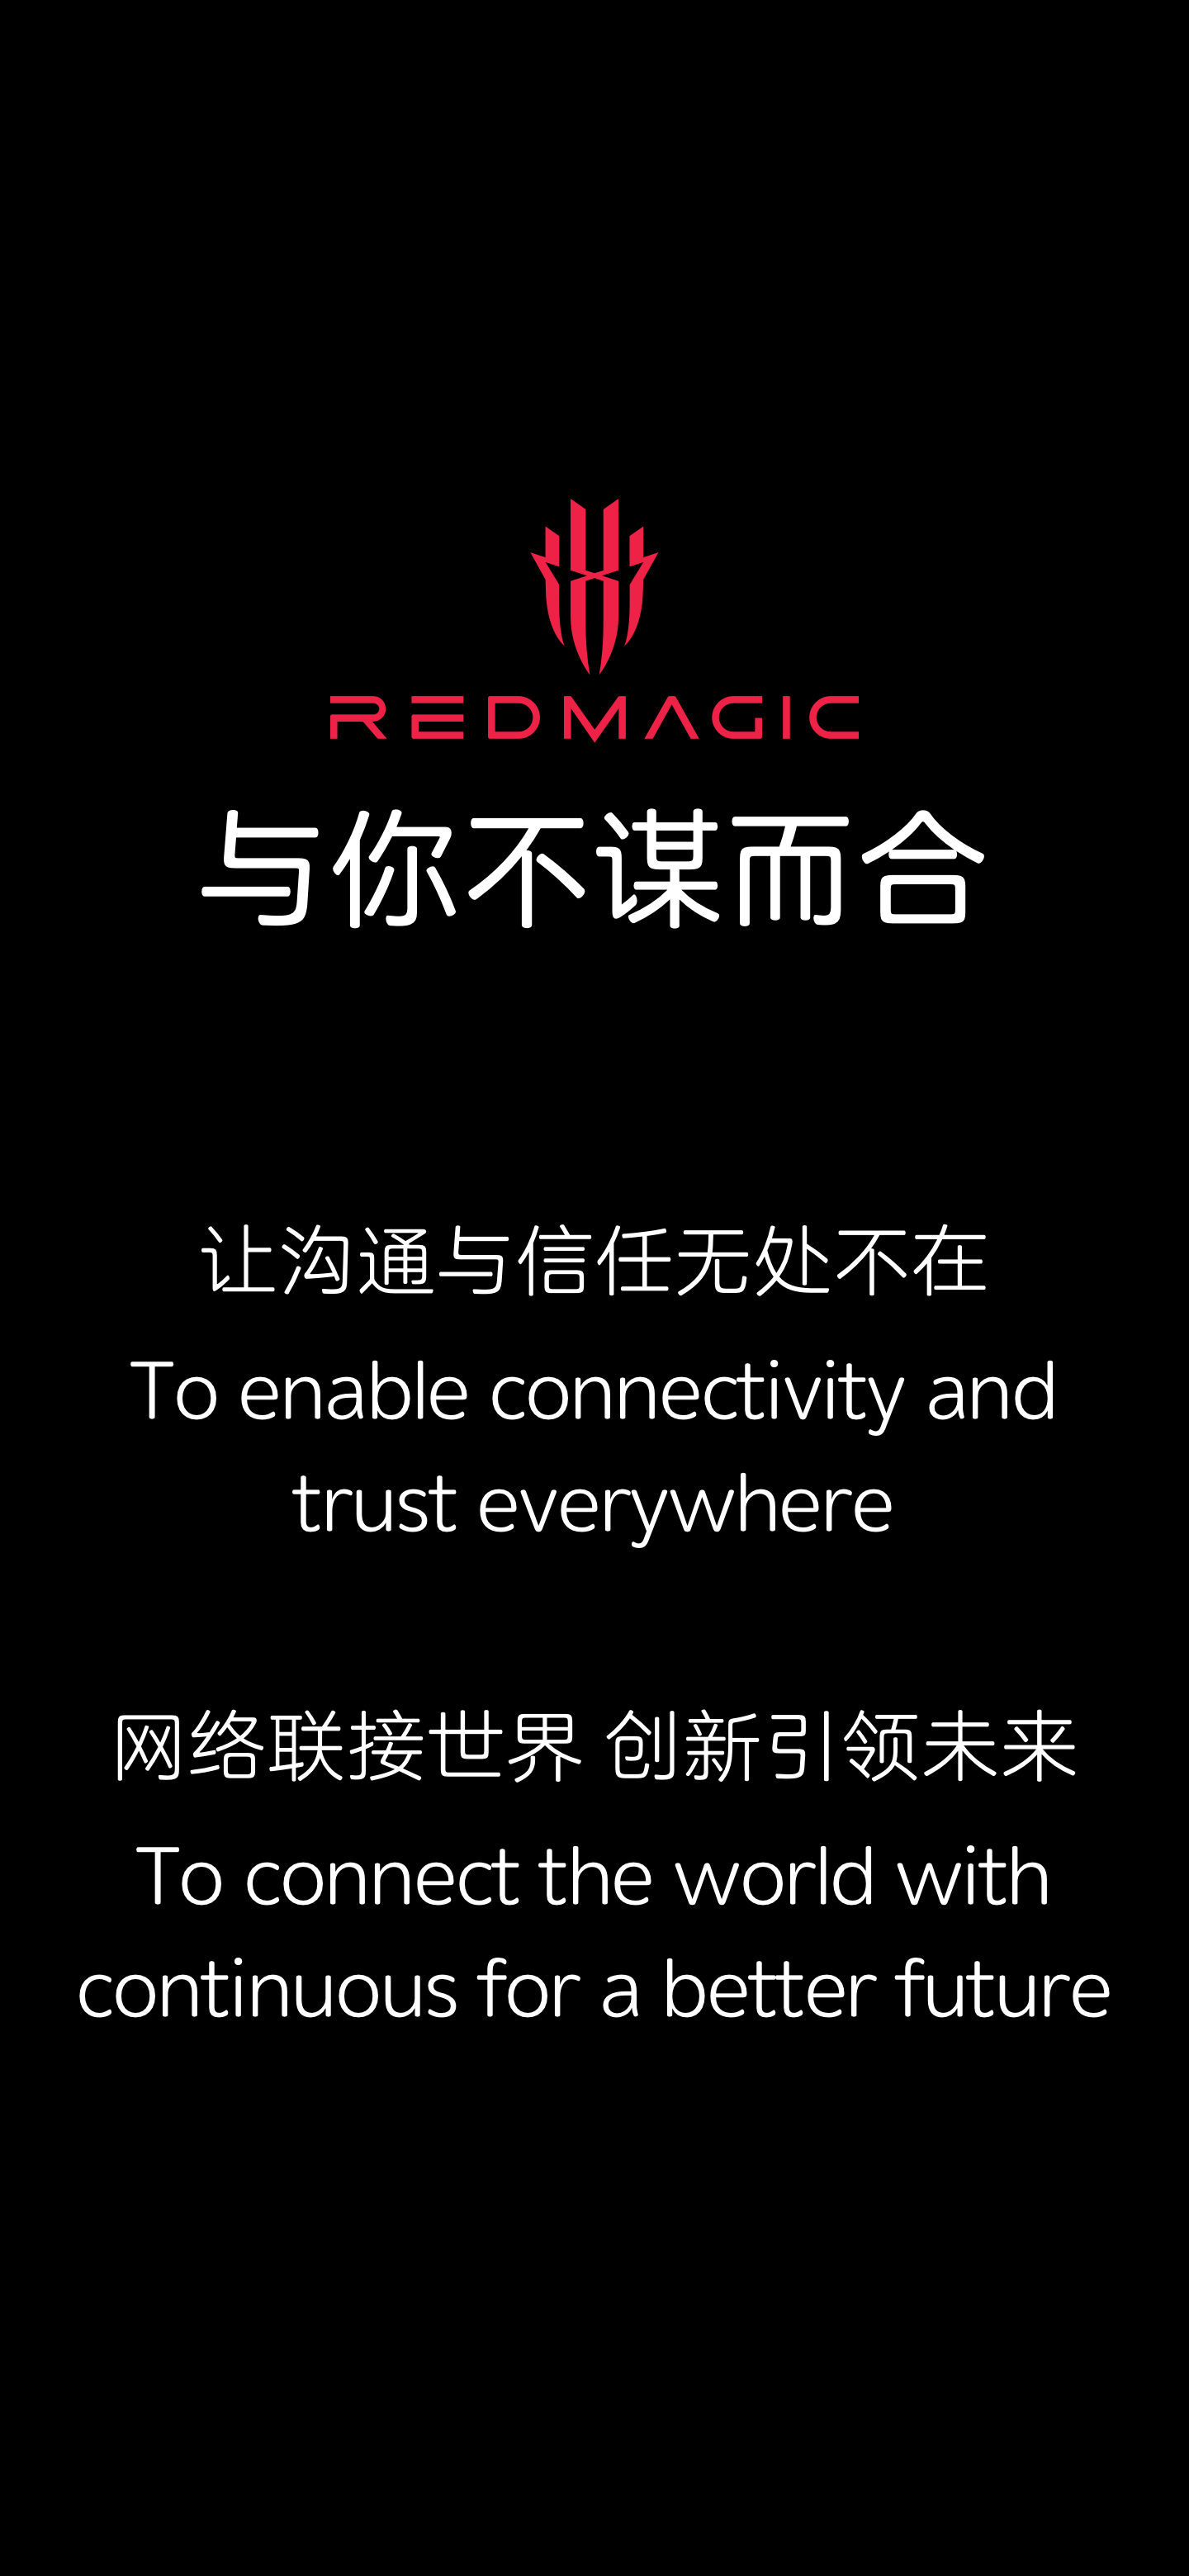 REDMAGIC
与你不谋而合
让沟通与信任无处不在
To enable connectivity and
trust everywhere
网络联接世界 创新引领未来
To connect the world with
continuous for a better future